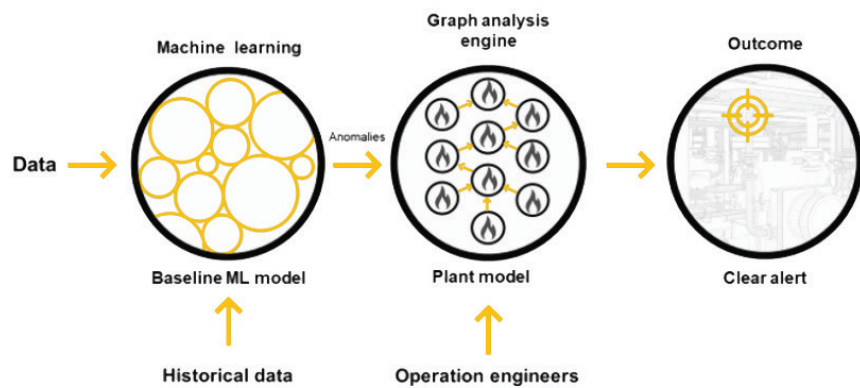 Machine learning
Graph analysis
engine
Outcome
Data
Anomalies
Baseline ML model
Plant model
Clear alert
Historical data
Operation engineers